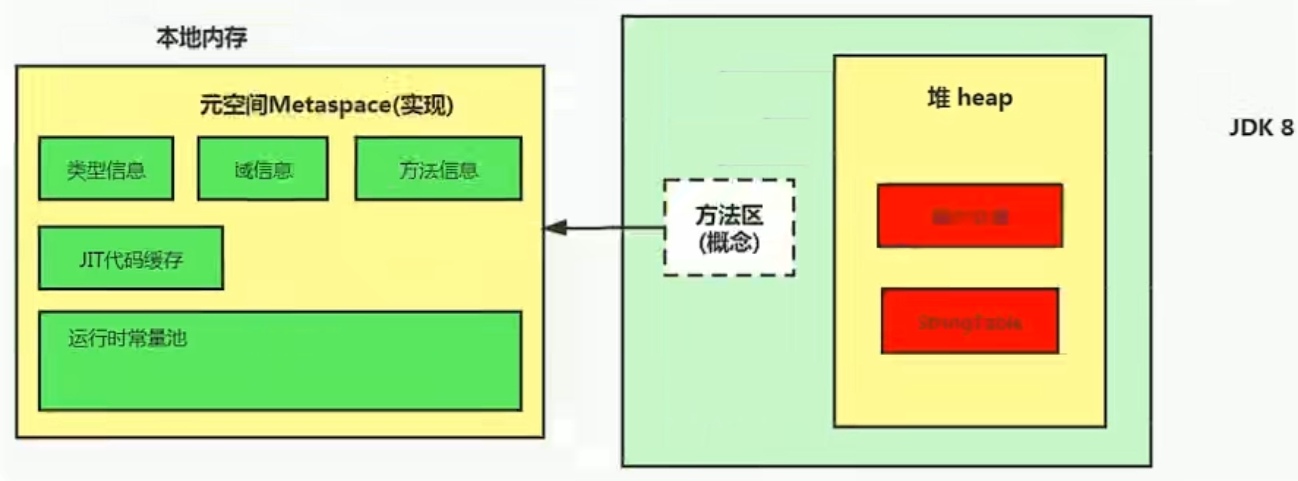 本地内存
元空间Metaspace(实现)
类型信息
域信息
方法信息
JIT代码缓存
运行时常量池
方法区
(概念)
堆 heap
StringTable
JDK 8